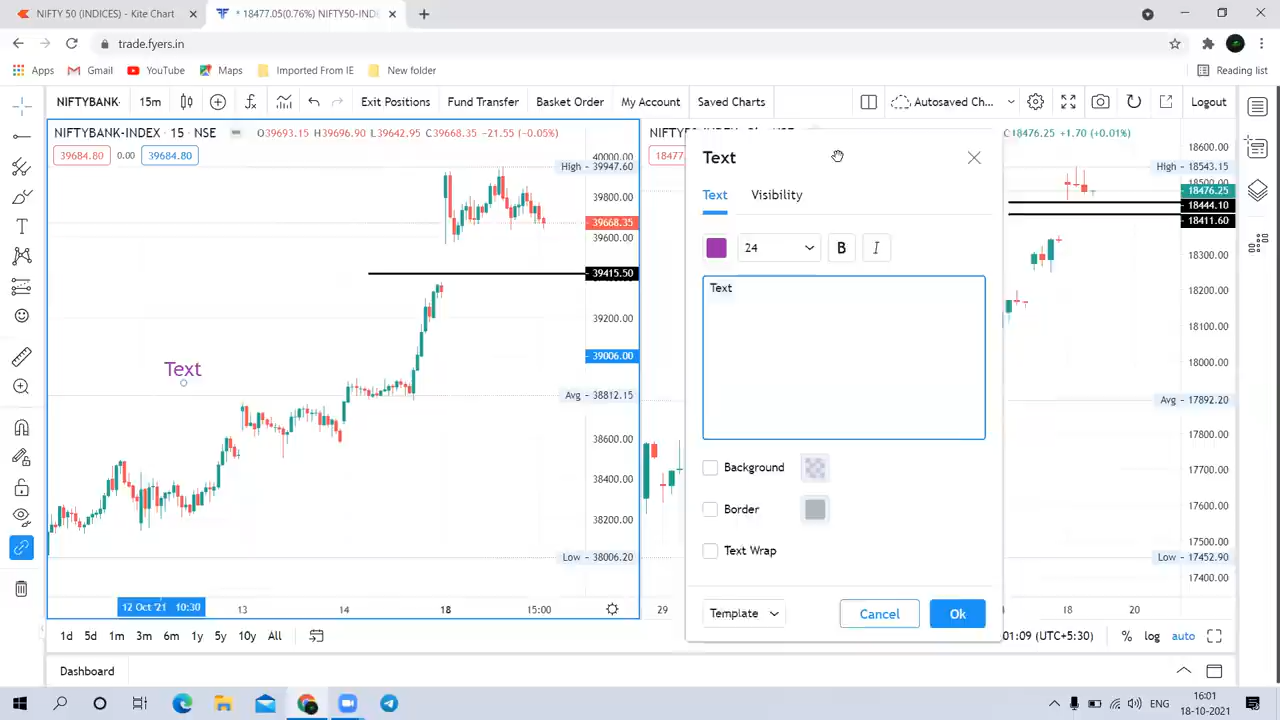 NIFTY 50 (INDICES) - Kite Chart
* 18477.05(0.76%) NIFTY50-INDE
trade.fyers.in
Apps
Gmail
YouTube
Maps
Imported From IE
New folder
Reading list
NIFTYBANK-
15m
Exit Positions
Fund Transfer
Basket Order
My Account
Saved Charts
Autosaved Ch...
Logout
NIFTYBANK-INDEX · 15 · NSE
O39693.15 H39696.90 L39642.95 C39668.35 -21.55 (-0.05%)
C18476.25 +1.70 (+0.01%)
39684.80
0.00
39684.80
18477
40000.00
High - 39947.60
39800.00
39668.35
39600.00
39415.50
39200.00
39006.00
Avg - 38812.15
38600.00
38400.00
38200.00
Low - 38006.20
Text
12 Oct '21 10:30
13
14
18
15:00
Text
Text
Visibility
24
B
I
Text
Background
Border
Text Wrap
Template
Cancel
Ok
18600.00
High - 18543.15
18500.00
18476.25
18444.10
18411.60
18300.00
18200.00
18100.00
18000.00
Avg - 17892.20
17800.00
17700.00
17600.00
17500.00
Low - 17452.90
17400.00
29
18
20
1d
5d
1m
3m
6m
1y
5y
10y
All
01:09 (UTC+5:30)
%
log
auto
Dashboard
ENG
16:01
18-10-2021